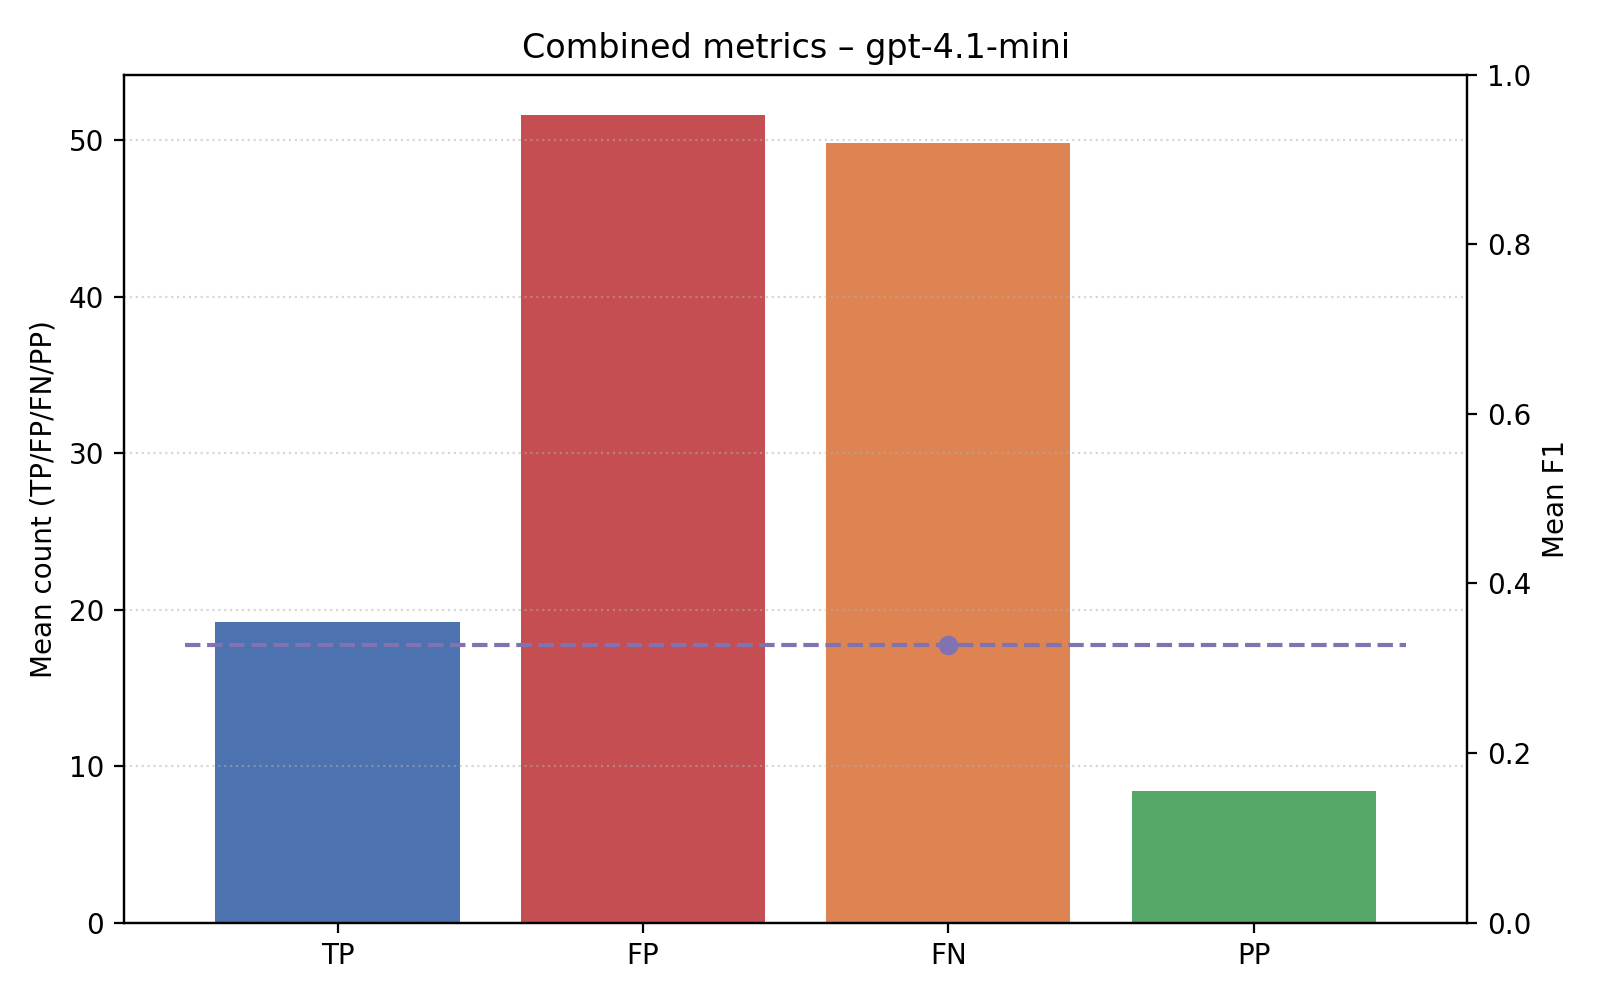 Combined metrics – gpt-4.1-mini
Mean count (TP/FP/FN/PP)
50
40
30
20
10
0
TP
FP
FN
PP
1.0
0.8
0.6
0.4
0.2
0.0
Mean F1